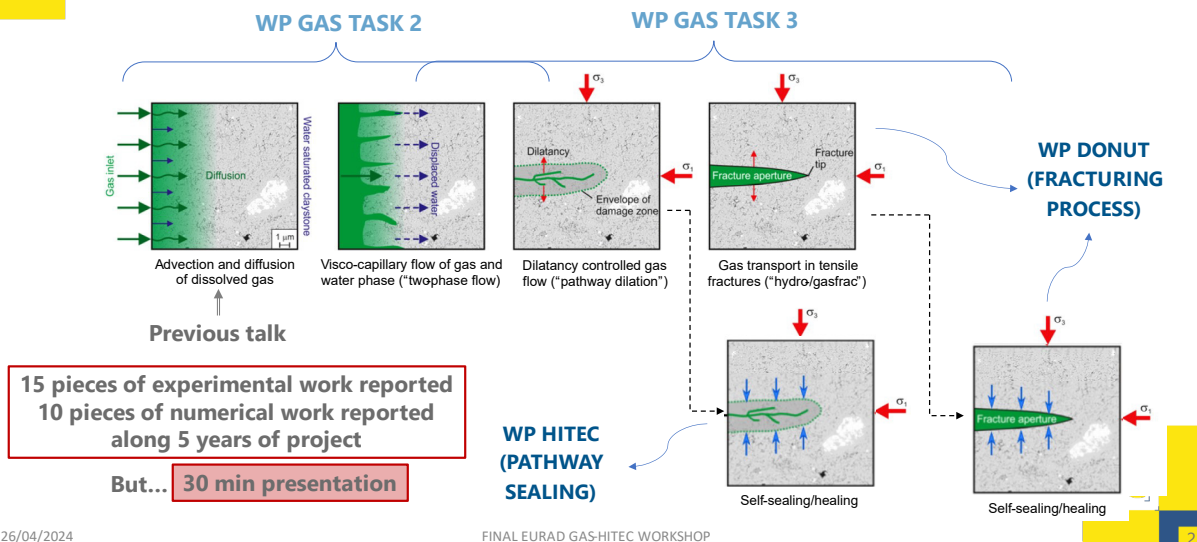 WP GAS TASK 2
WP GAS TASK 3
Gas inlet
Diffusion
1 µm
Water saturated claystone
Displaced water
σ3
Dilatancy
Envelope of
damage zone
σ1
σ3
Fracture
tip
Fracture aperture
σ1
WP DONUT
(FRACTURING
PROCESS)
Advection and diffusion
of dissolved gas
Visco-capillary flow of gas and
water phase ("two-phase flow)
Dilatancy controlled gas
flow ("pathway dilation")
Gas transport in tensile
fractures ("hydro-/gasfrac")
Previous talk
15 pieces of experimental work reported
10 pieces of numerical work reported
along 5 years of project
But... 30 min presentation
WP HITEC
(PATHWAY
SEALING)
σ3
σ1
Self-sealing/healing
σ3
Fracture aperture
σ1
Self-sealing/healing
26/04/2024
FINAL EURAD GAS-HITEC WORKSHOP
2